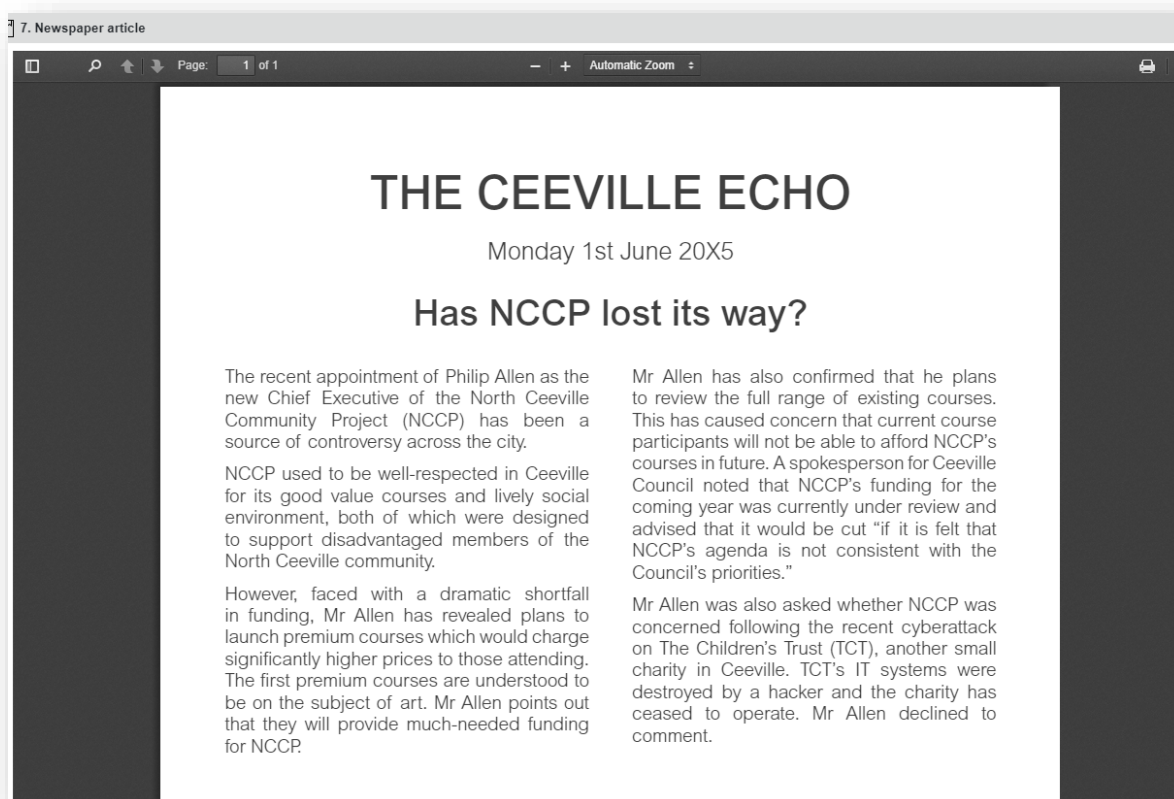 7. Newspaper article
Page: 1 of 1
Automatic Zoom
THE CEEVILLE ECHO
Monday 1st June 20X5
Has NCCP lost its way?
The recent appointment of Philip Allen as the
new Chief Executive of the North Ceeville
Community Project (NCCP) has been a
source of controversy across the city.
NCCP used to be well-respected in Ceeville
for its good value courses and lively social
environment, both of which were designed
to support disadvantaged members of the
North Ceeville community.
However, faced with a dramatic shortfall
in funding, Mr Allen has revealed plans to
launch premium courses which would charge
significantly higher prices to those attending.
The first premium courses are understood to
be on the subject of art. Mr Allen points out
that they will provide much-needed funding
for NCCP.
Mr Allen has also confirmed that he plans
to review the full range of existing courses.
This has caused concern that current course
participants will not be able to afford NCCP's
courses in future. A spokesperson for Ceeville
Council noted that NCCP's funding for the
coming year was currently under review and
advised that it would be cut “if it is felt that
NCCP's agenda is not consistent with the
Council's priorities.”
Mr Allen was also asked whether NCCP was
concerned following the recent cyberattack
on The Children's Trust (TCT), another small
charity in Ceeville. TCT's IT systems were
destroyed by a hacker and the charity has
ceased to operate. Mr Allen declined to
comment.